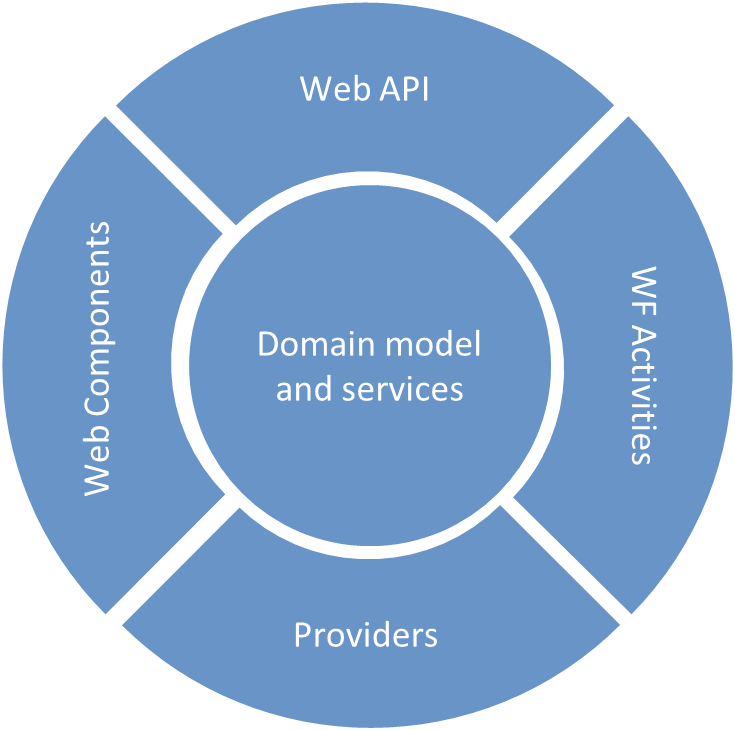 Web API
Web Components
Domain model
and services
WF Activities
Providers